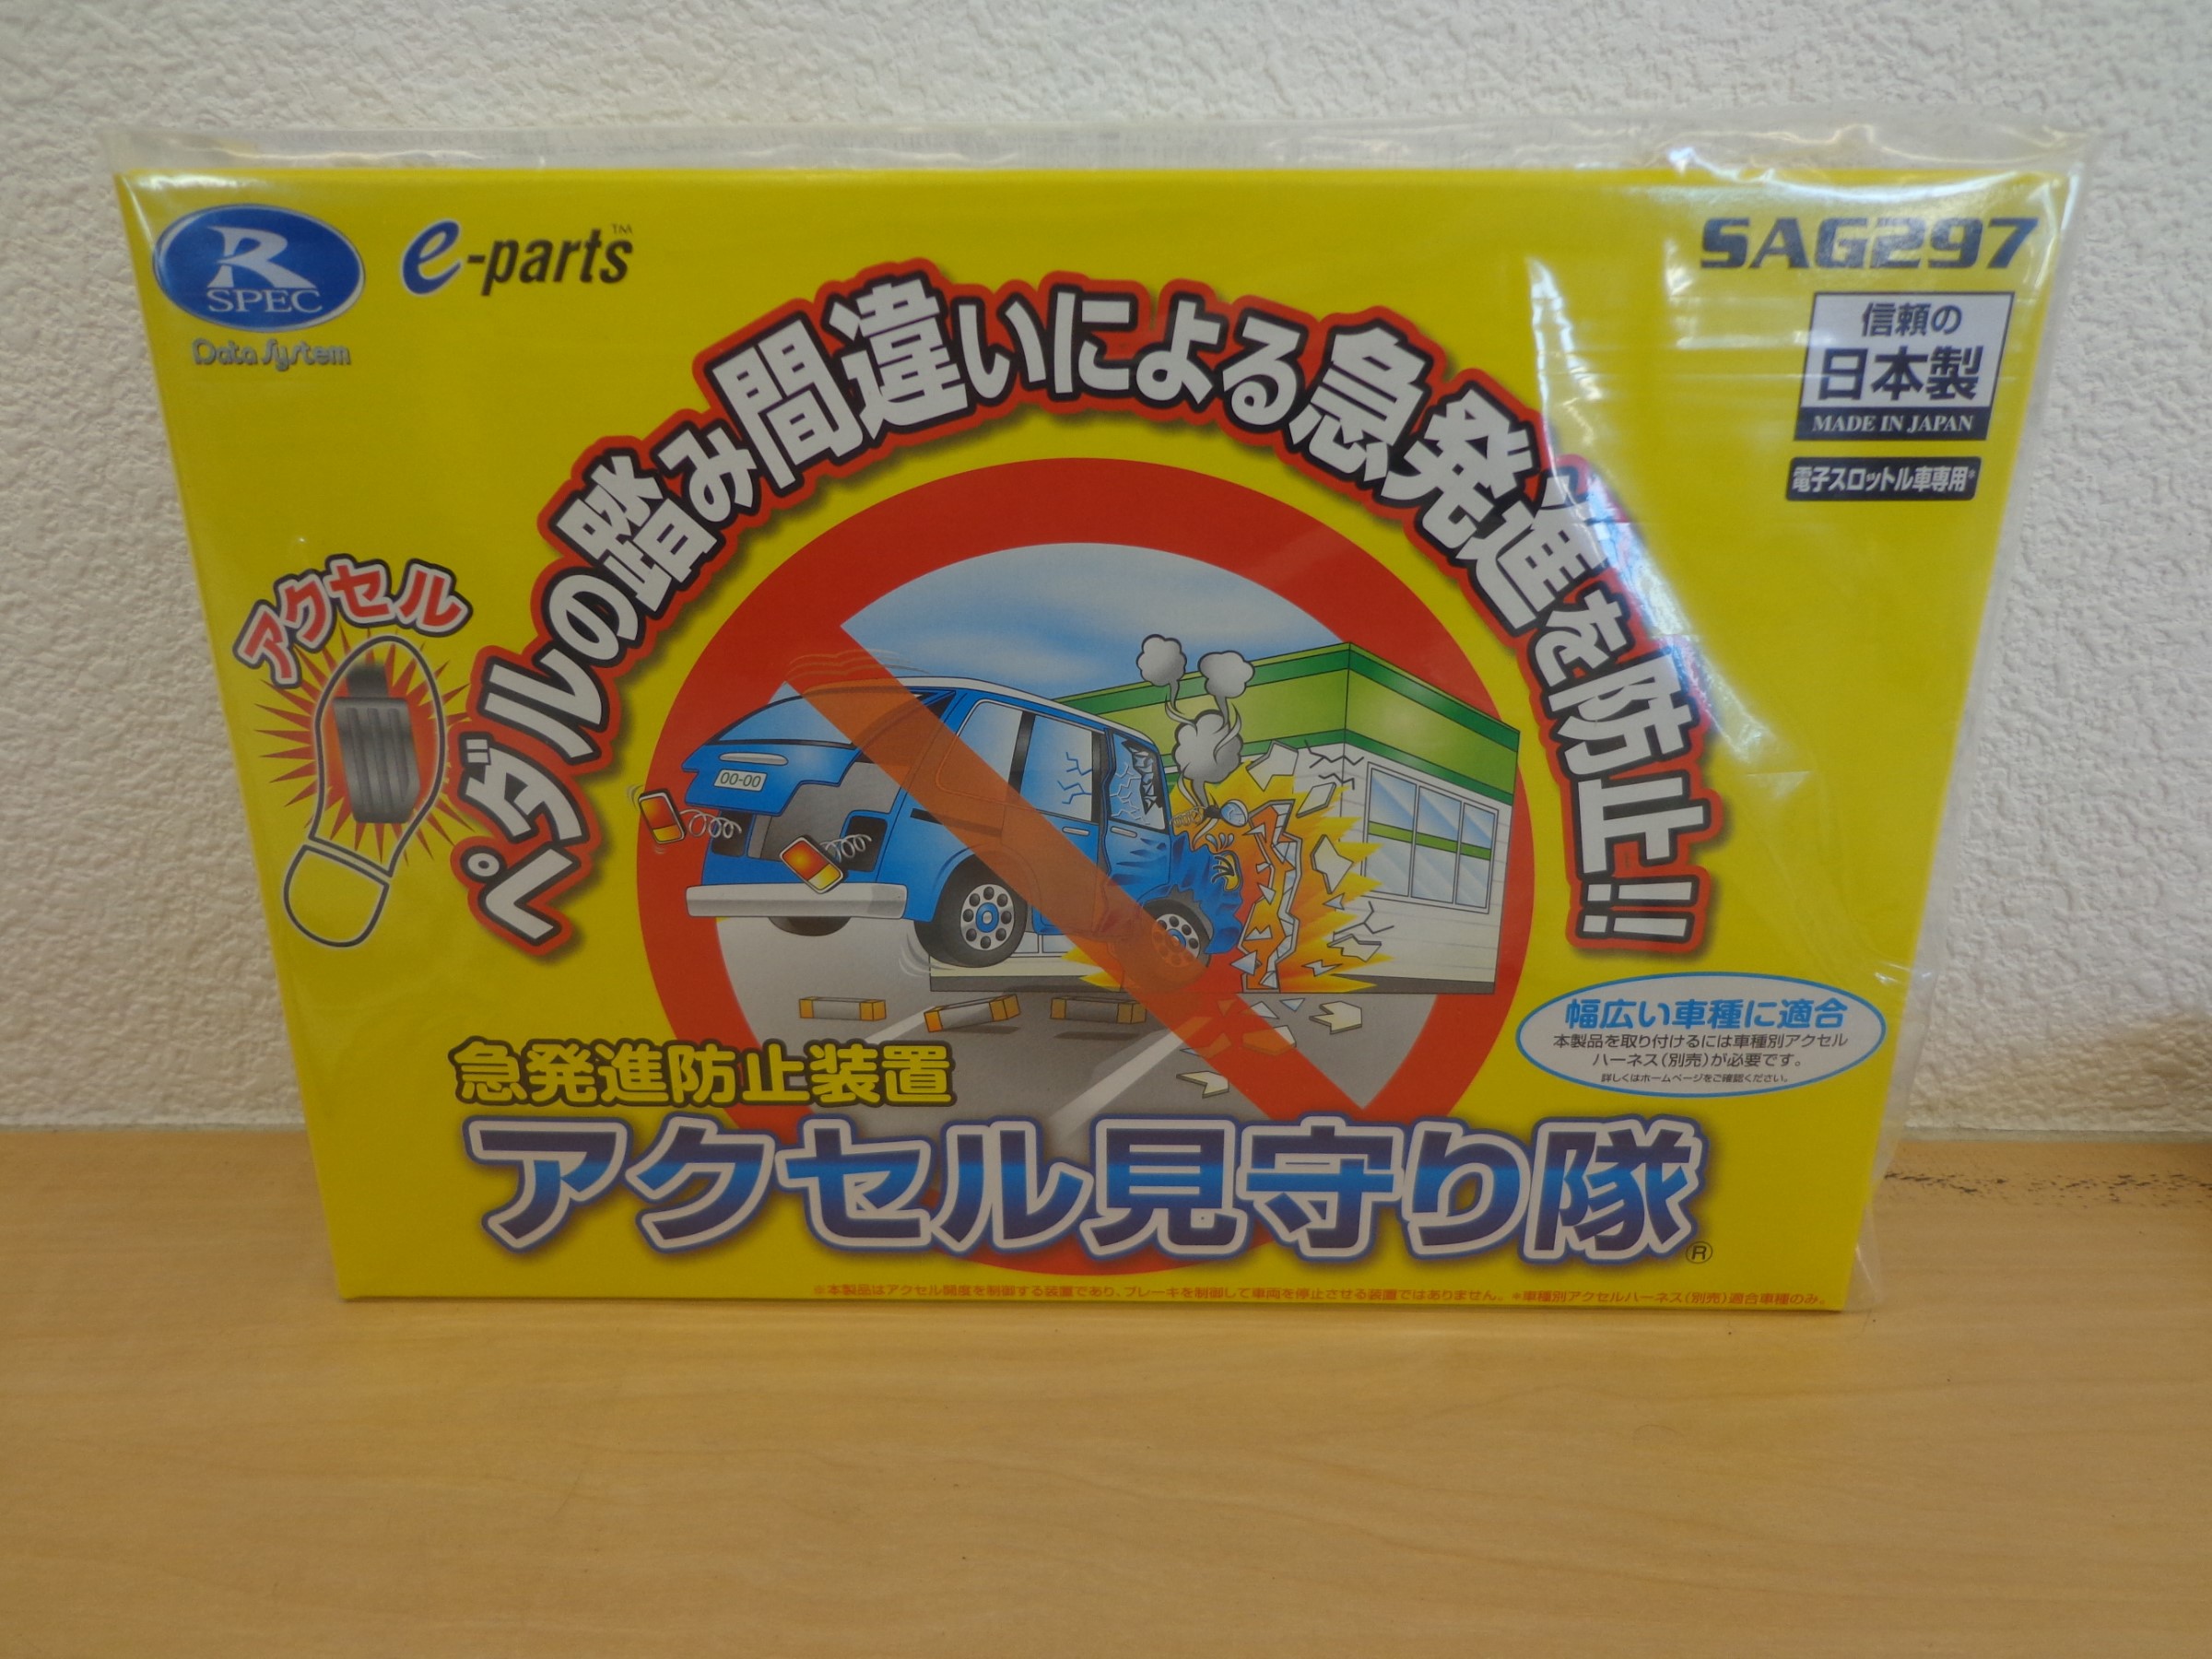 R
SPEC
Data System
e-parts™
SAG297
信頼の
日本製
MADE IN JAPAN
電子スロットル車専用*
ペダルの踏み間違いによる急発進を防止!!
アクセル
00-00
幅広い車種に適合
本製品を取り付けるには車種別アクセル
ハーネス(別売)が必要です。
詳しくはホームページをご確認ください。
急発進防止装置
アクセル見守り隊®
※本製品はアクセル開度を制御する装置であり、ブレーキを制御して車両を停止させる装置ではありません。 *車種別アクセルハーネス(別売)適合車種のみ。